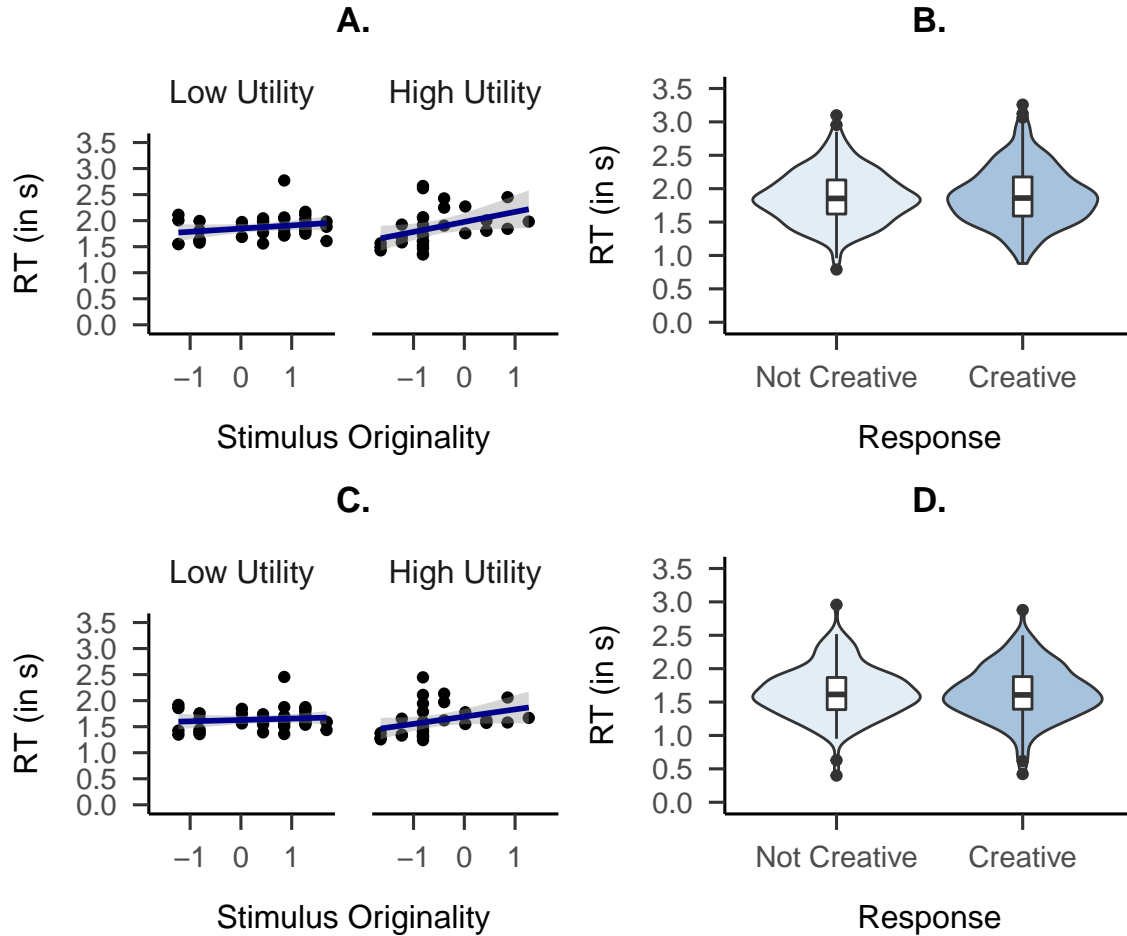 A.
Low Utility High Utility
RT (in s)
3.5
3.0
2.5
2.0
1.5
1.0
0.5
0.0
−1 0 1 −1 0 1
Stimulus Originality
B.
RT (in s)
3.5
3.0
2.5
2.0
1.5
1.0
0.5
0.0
Not Creative Creative
Response
C.
Low Utility High Utility
RT (in s)
3.5
3.0
2.5
2.0
1.5
1.0
0.5
0.0
−1 0 1 −1 0 1
Stimulus Originality
D.
RT (in s)
3.5
3.0
2.5
2.0
1.5
1.0
0.5
0.0
Not Creative Creative
Response